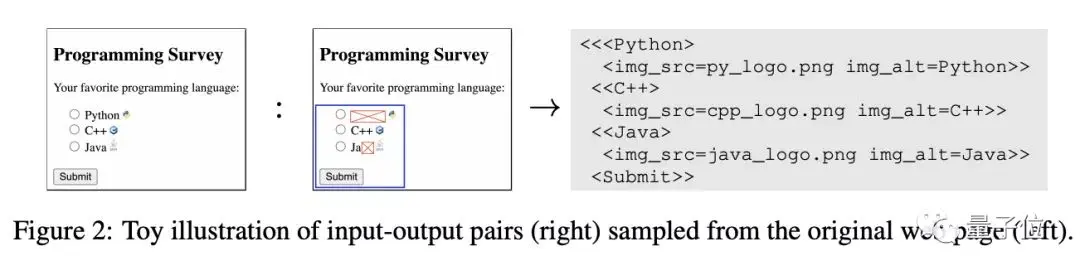 Programming Survey
Your favorite programming language:
Python
C++
Java
Submit
:
Programming Survey
Your favorite programming language:
C++
Ja
Submit
→
<<<Python>
<img_src=py_logo.png img_alt=Python>>
<<C++>
<img_src=cpp_logo.png img_alt=C++>>
<<Java>
<img_src=java_logo.png img_alt=Java>>
<Submit>>
Figure 2: Toy illustration of input-output pairs (right) sampled from the original web page (left).
量子位